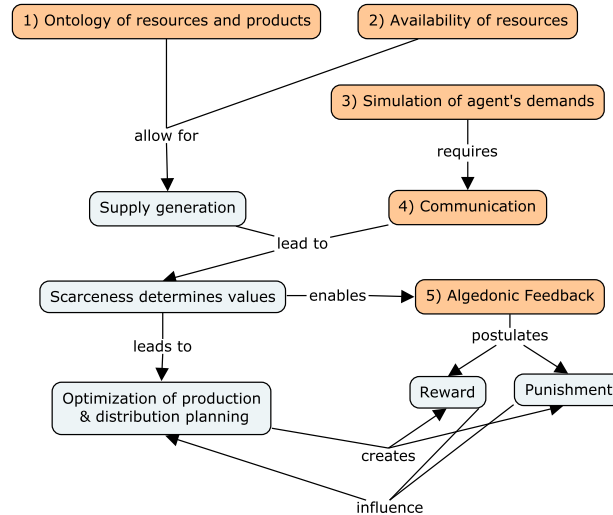 1) Ontology of resources and products
2) Availability of resources
3) Simulation of agent's demands
allow for
requires
Supply generation
4) Communication
lead to
Scarceness determines values
enables
5) Algedonic Feedback
postulates
leads to
Optimization of production
& distribution planning
Reward
Punishment
creates
influence